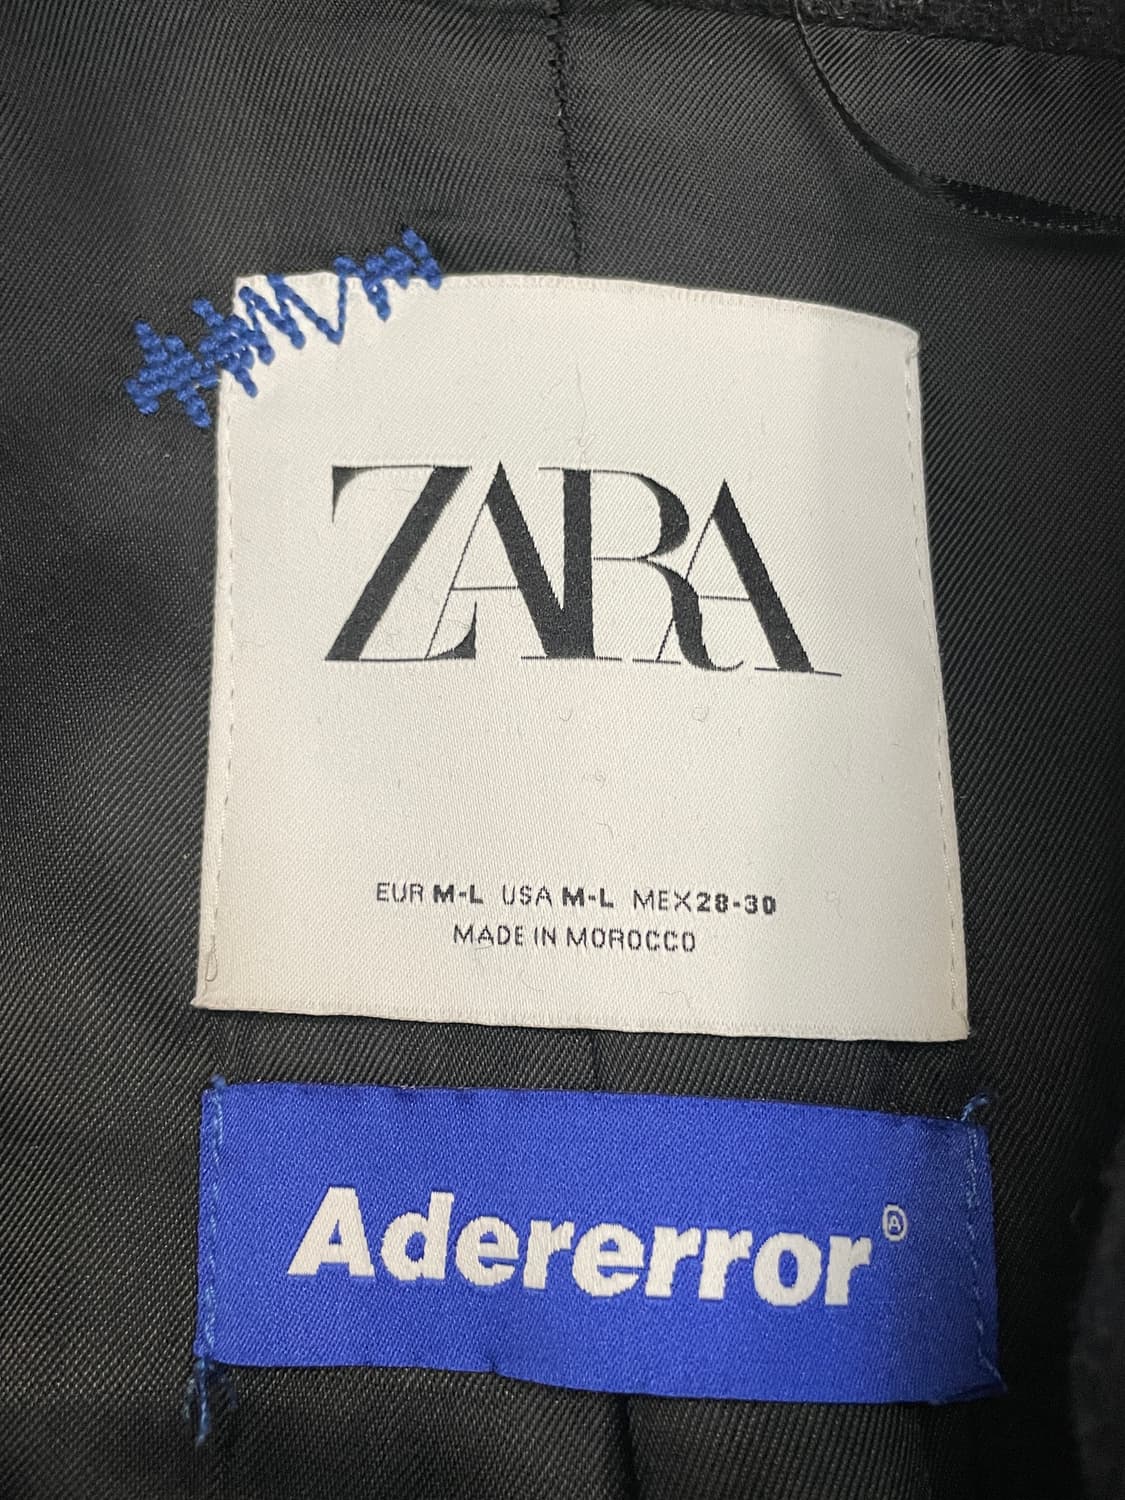 ZARA
EUR M-L USA M-L MEX 28-30
MADE IN MOROCCO
Adererror Ⓐ